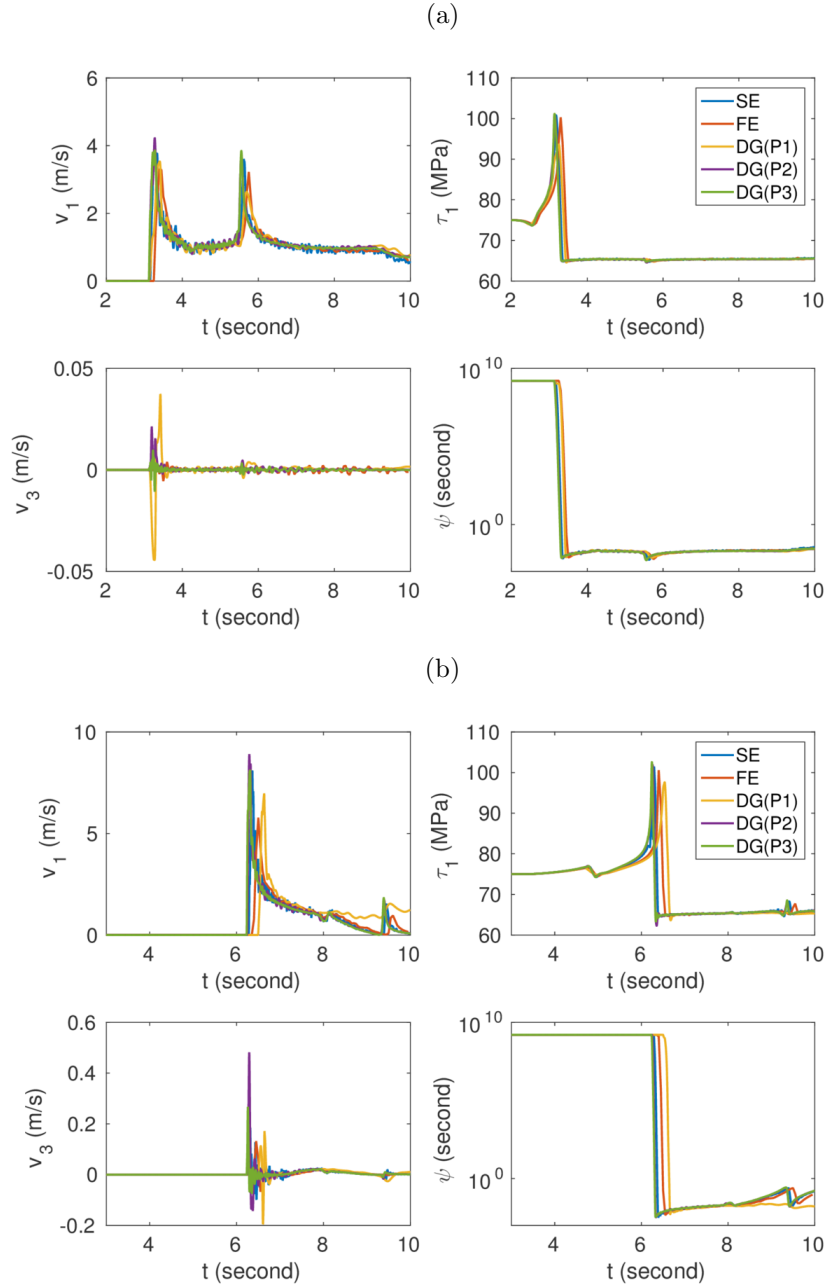 (a)
6
4
2
0
v1 (m/s)
2 4 6 8 10
t (second)
110
100
90
80
70
60
τ1 (MPa)
SE
FE
DG(P1)
DG(P2)
DG(P3)
2 4 6 8 10
t (second)
0.05
0
-0.05
v3 (m/s)
2 4 6 8 10
t (second)
10^10
10^0
ψ (second)
2 4 6 8 10
t (second)
(b)
10
5
0
v1 (m/s)
4 6 8 10
t (second)
110
100
90
80
70
60
τ1 (MPa)
SE
FE
DG(P1)
DG(P2)
DG(P3)
4 6 8 10
t (second)
0.6
0.4
0.2
0
-0.2
v3 (m/s)
4 6 8 10
t (second)
10^10
10^0
ψ (second)
4 6 8 10
t (second)